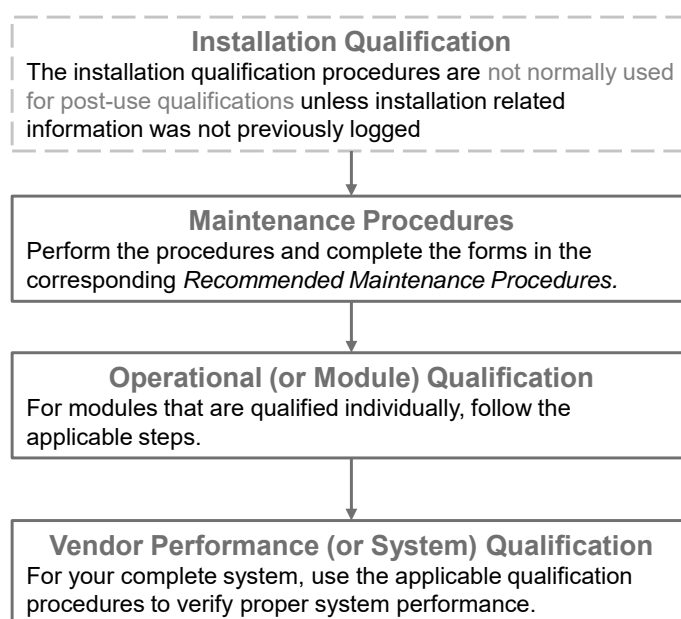 Installation Qualification
The installation qualification procedures are not normally used
for post-use qualifications unless installation related
information was not previously logged
Maintenance Procedures
Perform the procedures and complete the forms in the
corresponding Recommended Maintenance Procedures.
Operational (or Module) Qualification
For modules that are qualified individually, follow the
applicable steps.
Vendor Performance (or System) Qualification
For your complete system, use the applicable qualification
procedures to verify proper system performance.